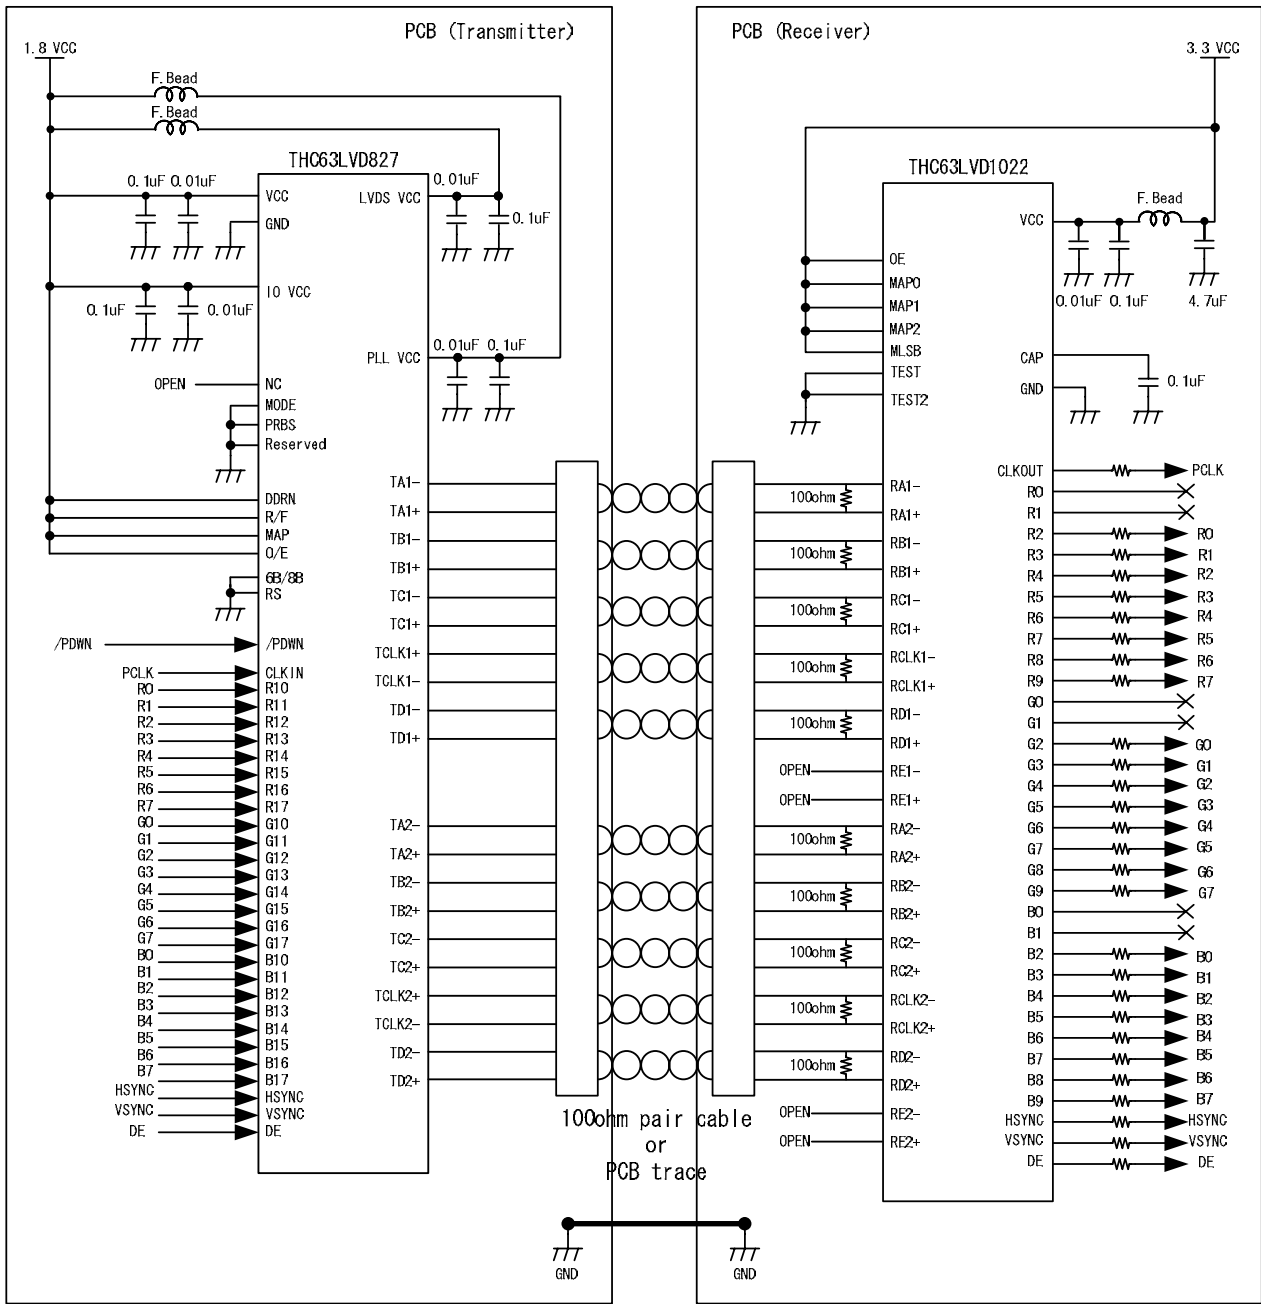 PCB (Transmitter)
1.8 VCC
F.Bead
F.Bead
THC63LVD827
0.1uF 0.01uF
VCC
GND
LVDS VCC
0.01uF
0.1uF
IO VCC
0.1uF
0.01uF
PLL VCC
0.01uF 0.1uF
OPEN
NC
MODE
PRBS
Reserved
DDRN
R/F
MAP
O/E
6B/8B
RS
/PDWN
/PDWN
PCLK CLKIN
R0 R10
R1 R11
R2 R12
R3 R13
R4 R14
R5 R15
R6 R16
R7 R17
G0 G10
G1 G11
G2 G12
G3 G13
G4 G14
G5 G15
G6 G16
G7 G17
B0 B10
B1 B11
B2 B12
B3 B13
B4 B14
B5 B15
B6 B16
B7 B17
HSYNC HSYNC
VSYNC VSYNC
DE DE
TA1-
TA1+
TB1-
TB1+
TC1-
TC1+
TCLK1+
TCLK1-
TD1-
TD1+
TA2-
TA2+
TB2-
TB2+
TC2-
TC2+
TCLK2+
TCLK2-
TD2-
TD2+
100ohm pair cable
or
PCB trace
GND
GND
PCB (Receiver)
3.3 VCC
THC63LVD1022
VCC
F.Bead
0.01uF 0.1uF
4.7uF
OE
MAP0
MAP1
MAP2
MLSB
TEST
TEST2
CAP
0.1uF
GND
100ohm
RA1-
RA1+
100ohm
RB1-
RB1+
100ohm
RC1-
RC1+
100ohm
RCLK1-
RCLK1+
100ohm
RD1-
RD1+
OPEN RE1-
OPEN RE1+
100ohm
RA2-
RA2+
100ohm
RB2-
RB2+
100ohm
RC2-
RC2+
100ohm
RCLK2-
RCLK2+
100ohm
RD2-
RD2+
OPEN RE2-
OPEN RE2+
CLKOUT PCLK
R0
R1
R2 R0
R3 R1
R4 R2
R5 R3
R6 R4
R7 R5
R8 R6
R9 R7
G0
G1
G2 G0
G3 G1
G4 G2
G5 G3
G6 G4
G7 G5
G8 G6
G9 G7
B0
B1
B2 B0
B3 B1
B4 B2
B5 B3
B6 B4
B7 B5
B8 B6
B9 B7
HSYNC HSYNC
VSYNC VSYNC
DE DE